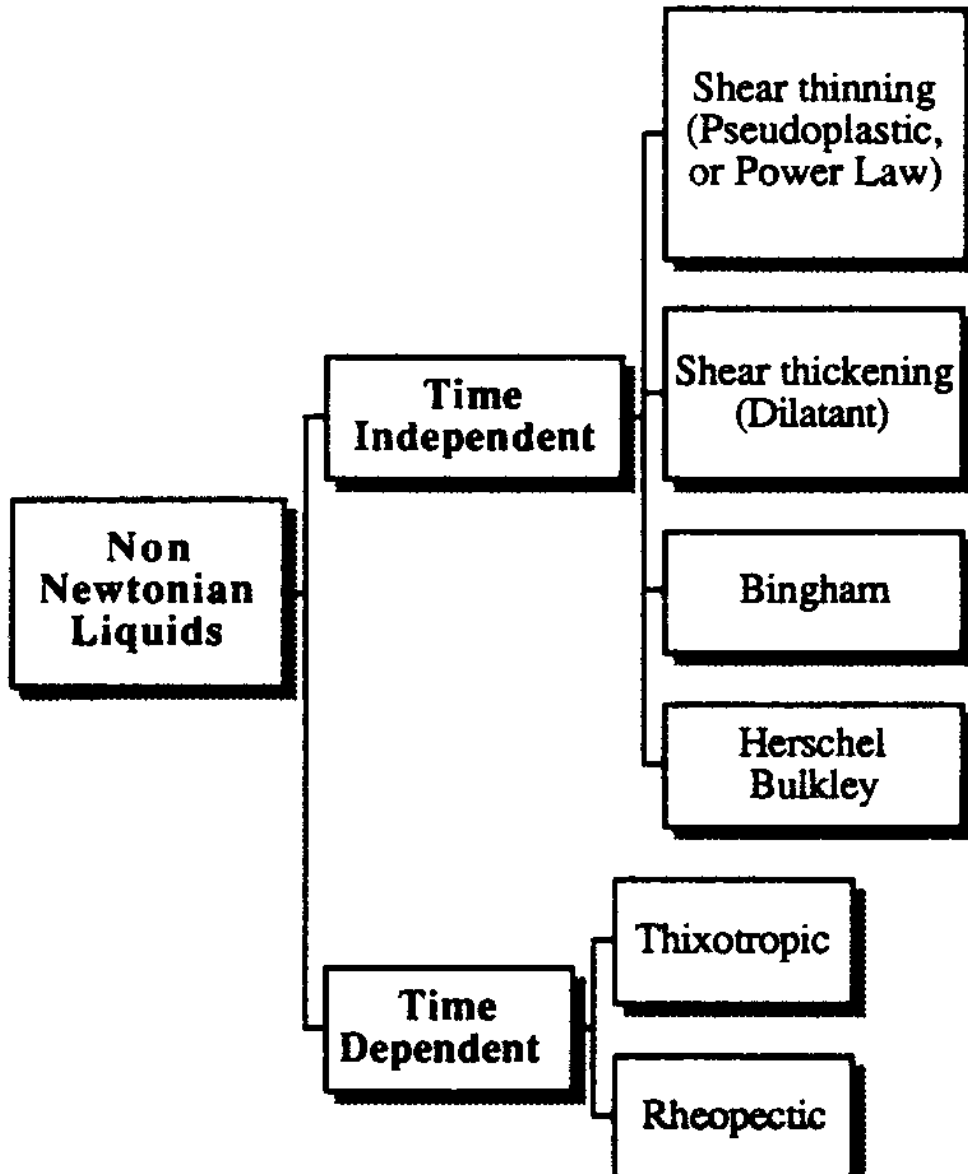 Non
Newtonian
Liquids
Time
Independent
Shear thinning
(Pseudoplastic,
or Power Law)
Shear thickening
(Dilatant)
Bingham
Herschel
Bulkley
Time
Dependent
Thixotropic
Rheopectic